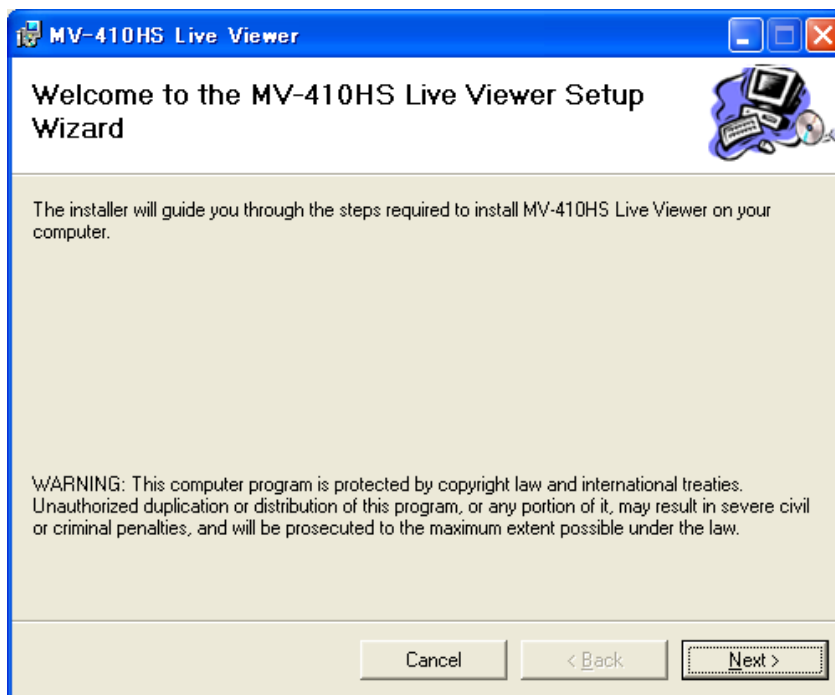 MV-410HS Live Viewer
Welcome to the MV-410HS Live Viewer Setup
Wizard
The installer will guide you through the steps required to install MV-410HS Live Viewer on your
computer.
WARNING: This computer program is protected by copyright law and international treaties.
Unauthorized duplication or distribution of this program, or any portion of it, may result in severe civil
or criminal penalties, and will be prosecuted to the maximum extent possible under the law.
Cancel < Back Next >